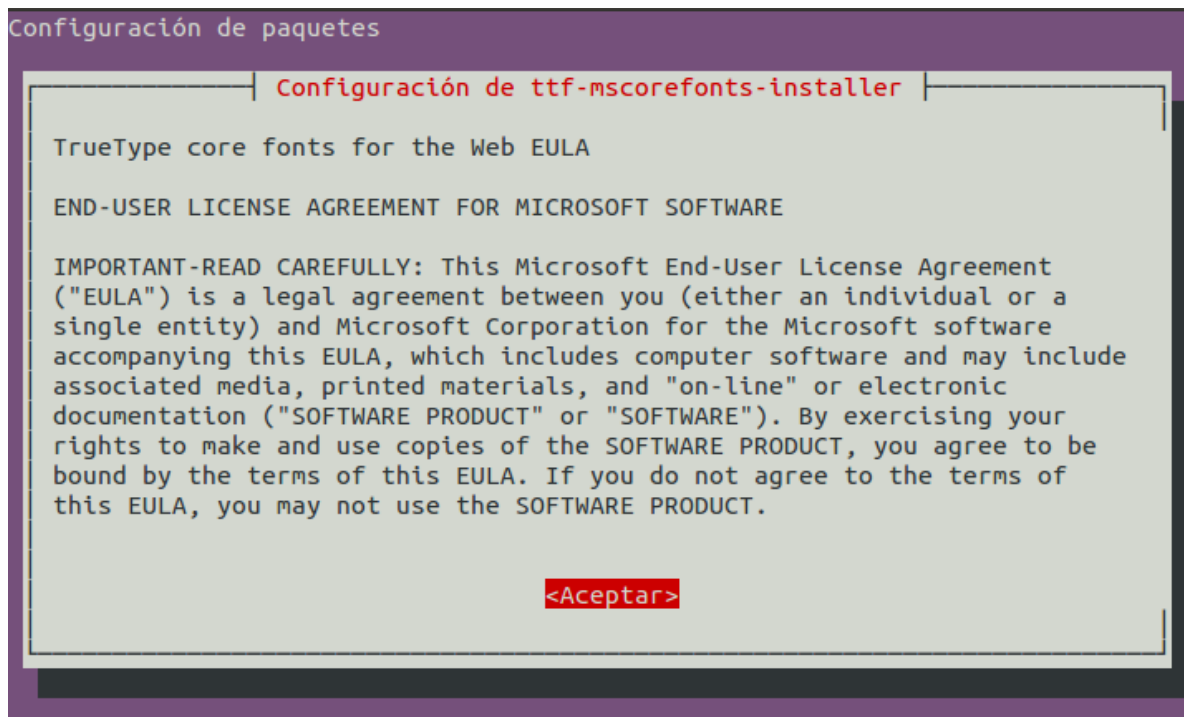 Configuración de paquetes
Configuración de ttf-mscorefonts-installer
TrueType core fonts for the Web EULA
END-USER LICENSE AGREEMENT FOR MICROSOFT SOFTWARE
IMPORTANT-READ CAREFULLY: This Microsoft End-User License Agreement
("EULA") is a legal agreement between you (either an individual or a
single entity) and Microsoft Corporation for the Microsoft software
accompanying this EULA, which includes computer software and may include
associated media, printed materials, and "on-line" or electronic
documentation ("SOFTWARE PRODUCT" or "SOFTWARE"). By exercising your
rights to make and use copies of the SOFTWARE PRODUCT, you agree to be
bound by the terms of this EULA. If you do not agree to the terms of
this EULA, you may not use the SOFTWARE PRODUCT.
<Aceptar>